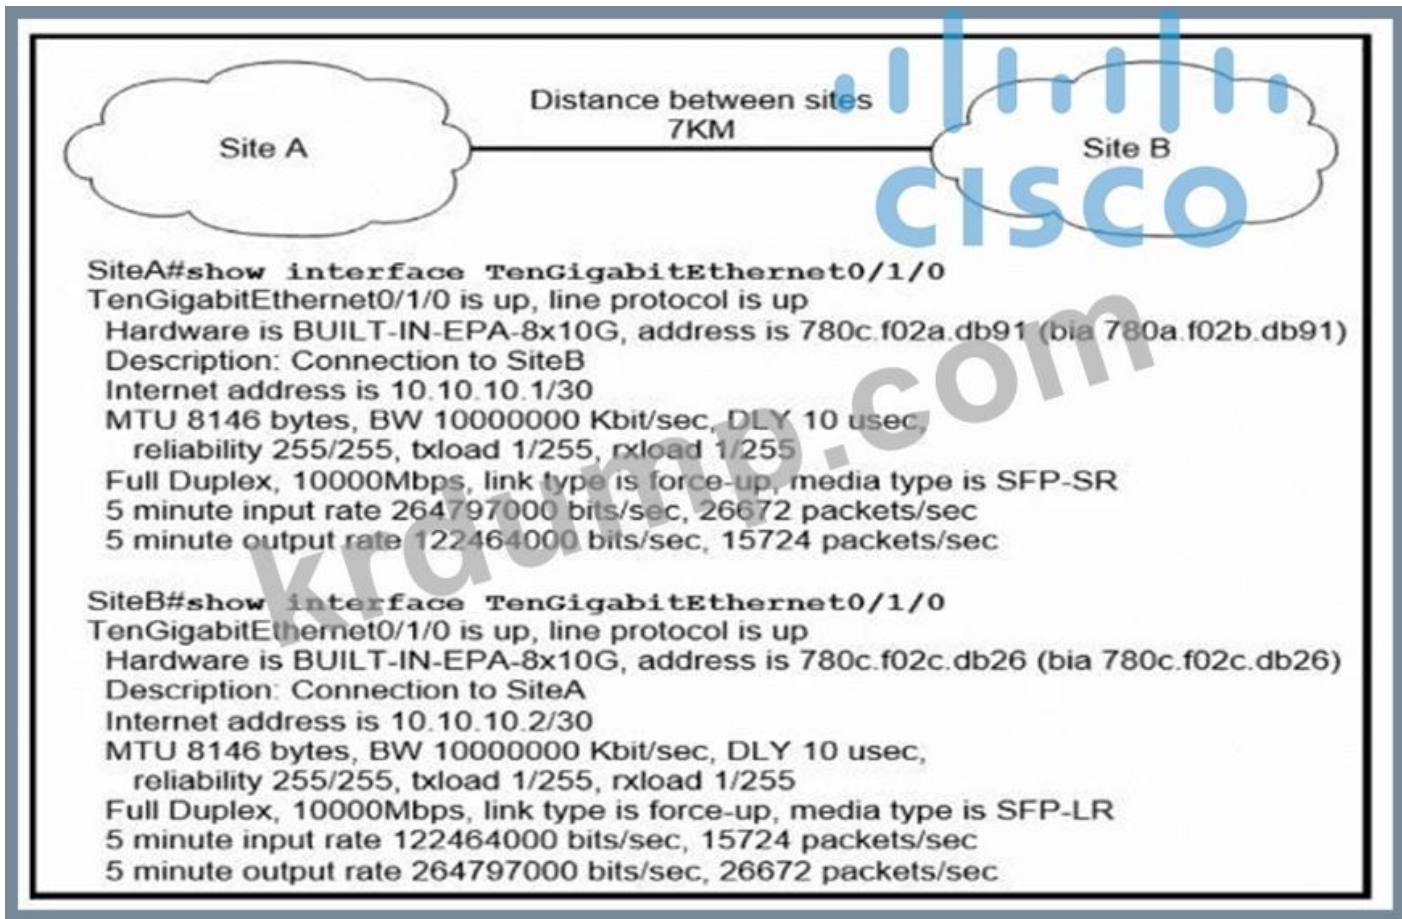 Distance between sites
7KM
Site A
Site B
CISCO
SiteA#show interface TenGigabitEthernet0/1/0
TenGigabitEthernet0/1/0 is up, line protocol is up
Hardware is BUILT-IN-EPA-8x10G, address is 780c.f02a.db91 (bia 780a.f02b.db91)
Description: Connection to SiteB
Internet address is 10.10.10.1/30
MTU 8146 bytes, BW 10000000 Kbit/sec, DLY 10 usec,
reliability 255/255, txload 1/255, rxload 1/255
Full Duplex, 10000Mbps, link type is force-up, media type is SFP-SR
5 minute input rate 264797000 bits/sec, 26672 packets/sec
5 minute output rate 122464000 bits/sec, 15724 packets/sec
krdump.com
SiteB#show interface TenGigabitEthernet0/1/0
TenGigabitEthernet0/1/0 is up, line protocol is up
Hardware is BUILT-IN-EPA-8x10G, address is 780c.f02c.db26 (bia 780c.f02c.db26)
Description: Connection to SiteA
Internet address is 10.10.10.2/30
MTU 8146 bytes, BW 10000000 Kbit/sec, DLY 10 usec,
reliability 255/255, txload 1/255, rxload 1/255
Full Duplex, 10000Mbps, link type is force-up, media type is SFP-LR
5 minute input rate 122464000 bits/sec, 15724 packets/sec
5 minute output rate 264797000 bits/sec, 26672 packets/sec